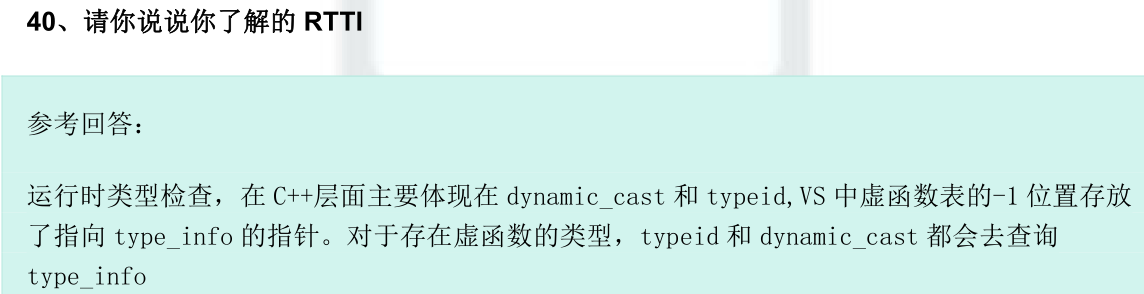 40、请你说说你了解的 RTTI
参考回答：
运行时类型检查，在 C++层面主要体现在 dynamic_cast 和 typeid,VS 中虚函数表的-1 位置存放
了指向 type_info 的指针。对于存在虚函数的类型，typeid 和 dynamic_cast 都会去查询
type_info